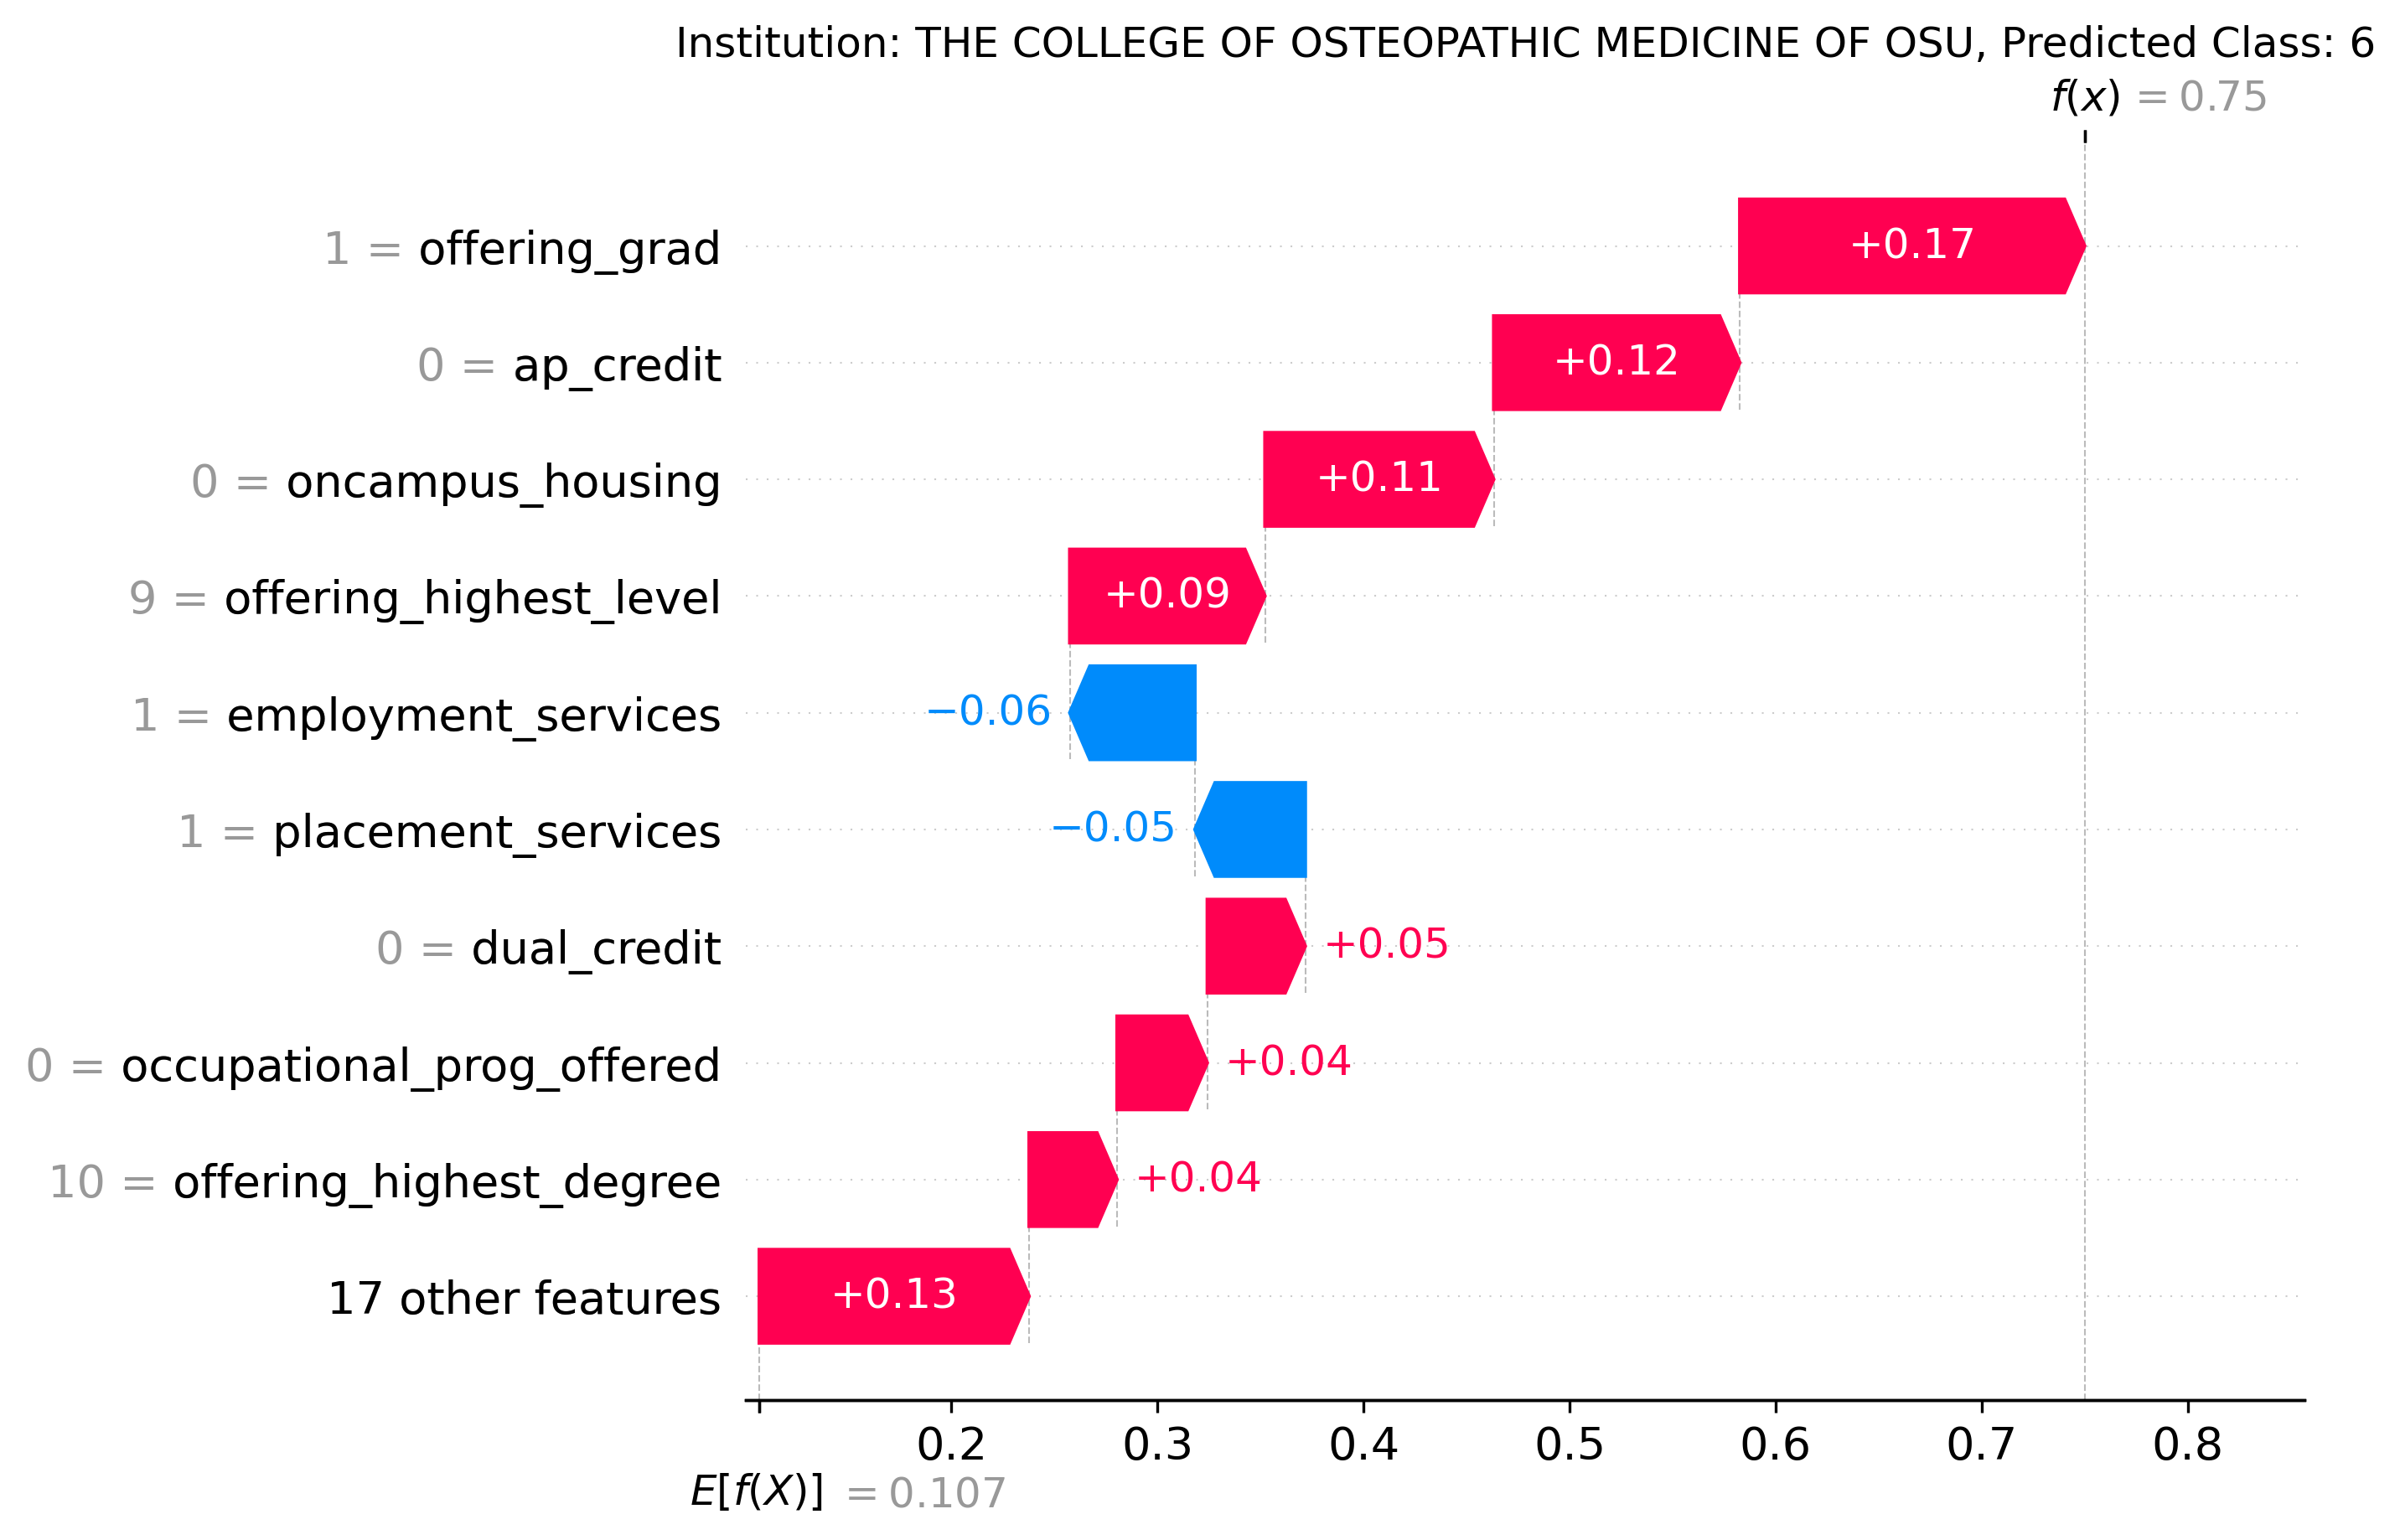 Institution: THE COLLEGE OF OSTEOPATHIC MEDICINE OF OSU, Predicted Class: 6
f(x) = 0.75
1 = offering_grad +0.17
0 = ap_credit +0.12
0 = oncampus_housing +0.11
9 = offering_highest_level +0.09
1 = employment_services −0.06
1 = placement_services −0.05
0 = dual_credit +0.05
0 = occupational_prog_offered +0.04
10 = offering_highest_degree +0.04
17 other features +0.13
0.2 0.3 0.4 0.5 0.6 0.7 0.8
E[f(X)] = 0.107